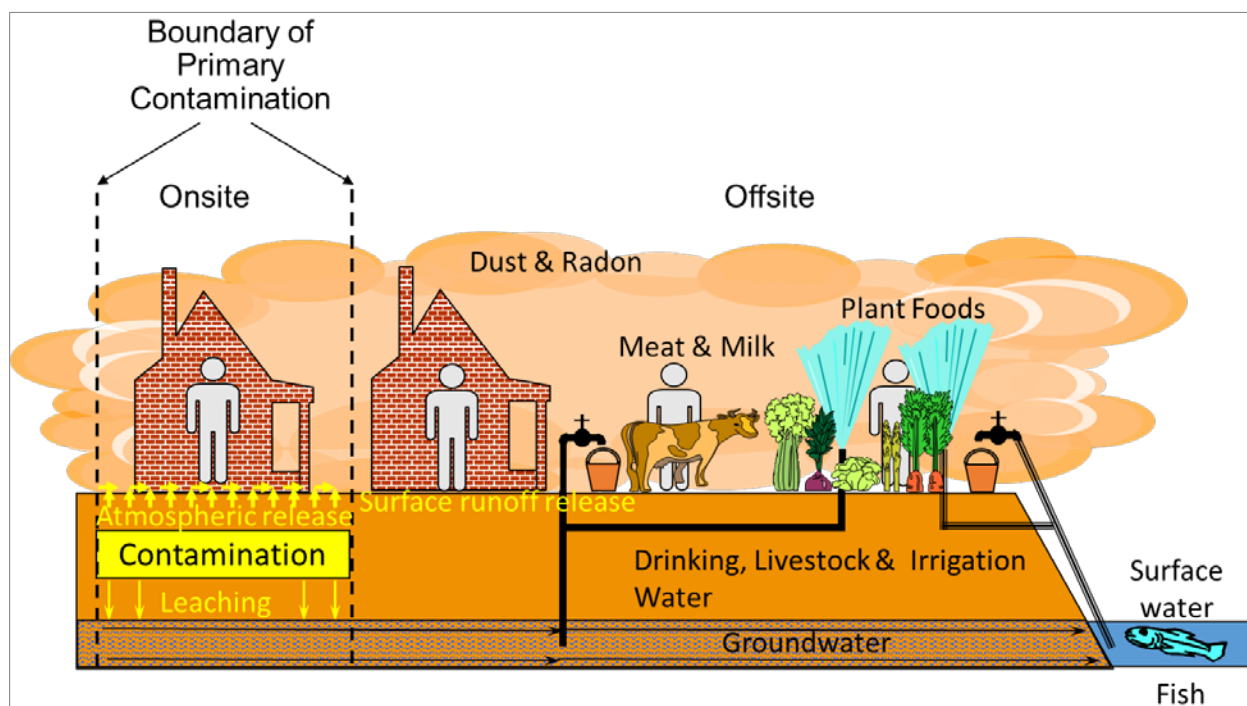 Boundary of
Primary
Contamination
Onsite
Offsite
Dust & Radon
Plant Foods
Meat & Milk
Surface runoff release
Atmospheric release
Contamination
Drinking, Livestock & Irrigation
Water
Leaching
Surface
water
Groundwater
Fish